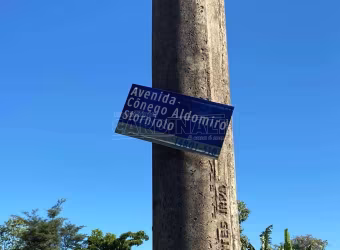 Avenida-
Cônego Aldomiro
Storniolo